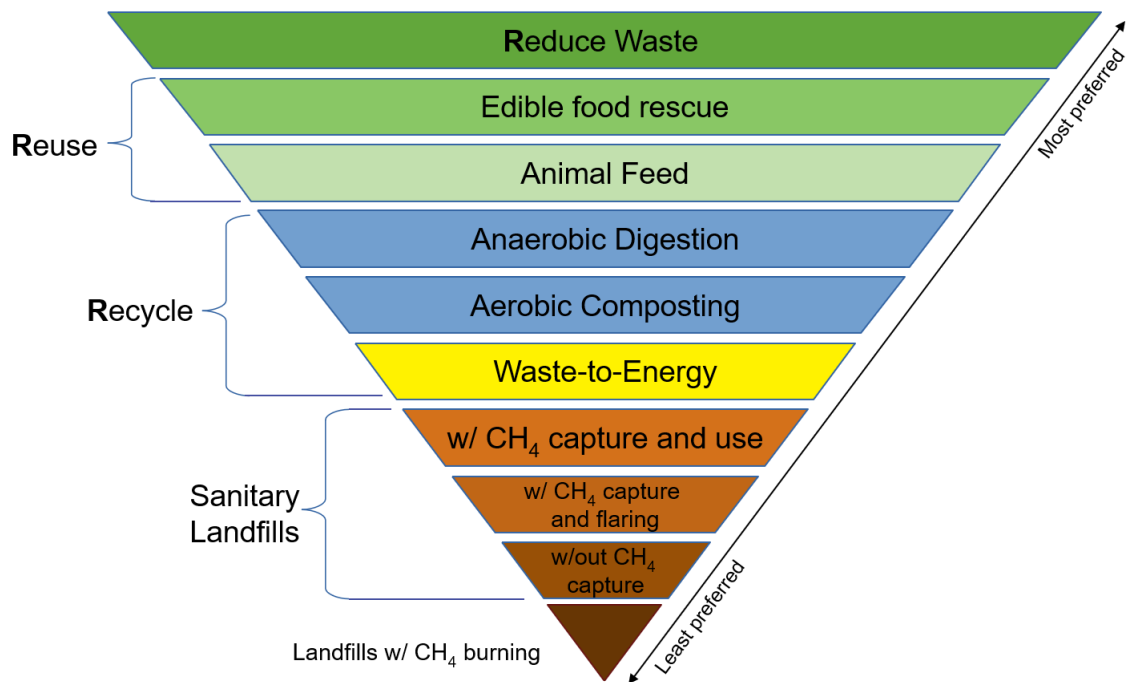 Reduce Waste
Edible food rescue
Reuse
Animal Feed
Anaerobic Digestion
Recycle
Aerobic Composting
Waste-to-Energy
w/ CH₄ capture and use
Sanitary
Landfills
w/ CH₄ capture
and flaring
w/out CH₄
capture
Landfills w/ CH₄ burning
Most preferred
Least preferred